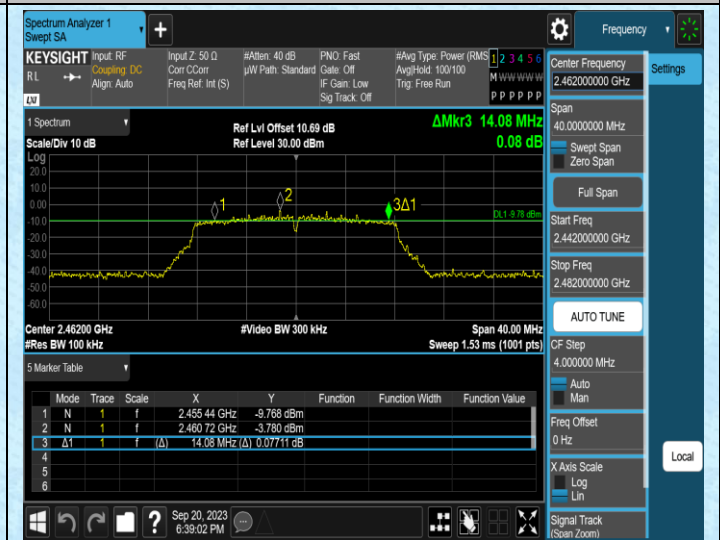 Spectrum Analyzer 1
Swept SA
+
Frequency
KEYSIGHT
R L
LXI
Input: RF
Coupling: DC
Align: Auto
Input Z: 50 Ω
Corr CCorr
Freq Ref: Int (S)
#Atten: 40 dB
µW Path: Standard
PNO: Fast
Gate: Off
IF Gain: Low
Sig Track: Off
#Avg Type: Power (RMS
Avg|Hold: 100/100
Trig: Free Run
1 2 3 4 5 6
M W W W W W
P P P P P P
1 Spectrum
Scale/Div 10 dB
Ref Lvl Offset 10.69 dB
Ref Level 30.00 dBm
ΔMkr3 14.08 MHz
0.08 dB
Log
20.0
10.0
0.00
-10.0
-20.0
-30.0
-40.0
-50.0
-60.0
1
2
3Δ1
DL1 -9.78 dBm
Center 2.46200 GHz
#Video BW 300 kHz
Span 40.00 MHz
#Res BW 100 kHz
Sweep 1.53 ms (1001 pts)
5 Marker Table
Mode Trace Scale X Y Function Function Width Function Value
1 N 1 f 2.455 44 GHz -9.768 dBm
2 N 1 f 2.460 72 GHz -3.780 dBm
3 Δ1 1 f (Δ) 14.08 MHz (Δ) 0.07711 dB
4
5
6
?
Sep 20, 2023
6:39:02 PM
Center Frequency
2.462000000 GHz
Settings
Span
40.0000000 MHz
Swept Span
Zero Span
Full Span
Start Freq
2.442000000 GHz
Stop Freq
2.482000000 GHz
AUTO TUNE
CF Step
4.000000 MHz
Auto
Man
Freq Offset
0 Hz
Local
X Axis Scale
Log
Lin
Signal Track
(Span Zoom)